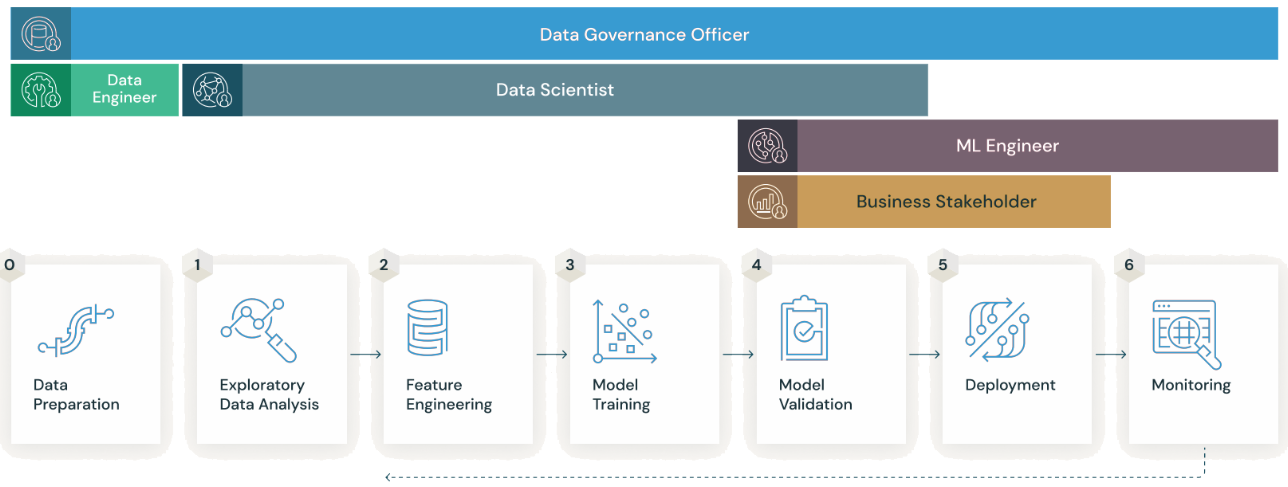 Data Governance Officer
Data
Engineer
Data Scientist
ML Engineer
Business Stakeholder
0
1
2
3
4
5
6
Data
Preparation
Exploratory
Data Analysis
Feature
Engineering
Model
Training
Model
Validation
Deployment
Monitoring